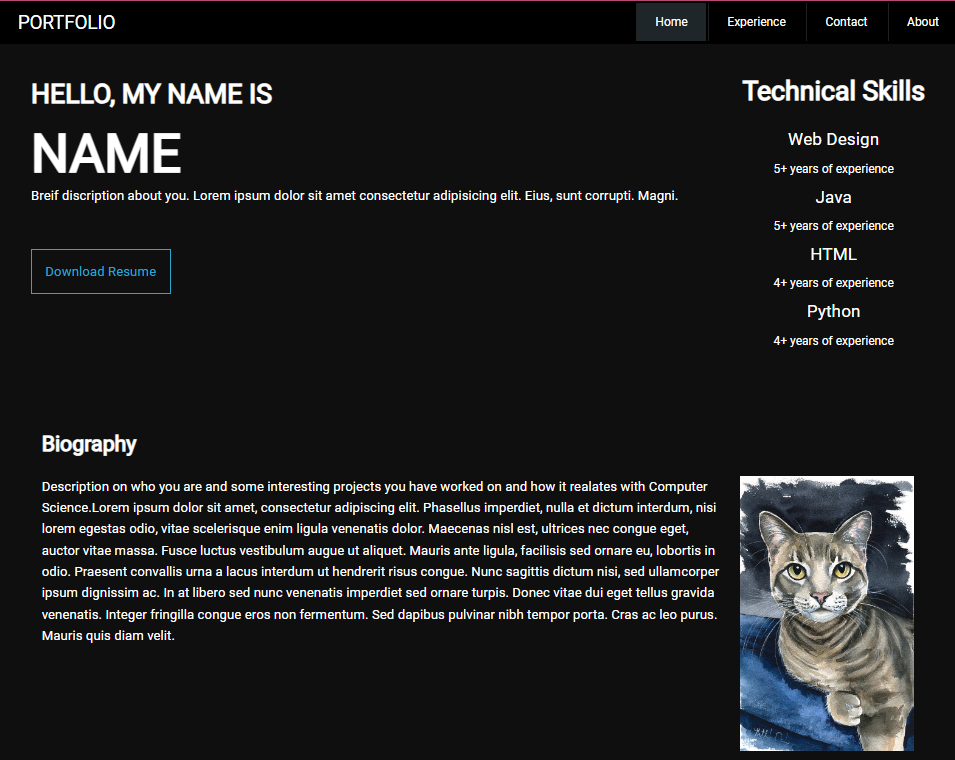 PORTFOLIO
Home
Experience
Contact
About
HELLO, MY NAME IS
NAME
Breif discription about you. Lorem ipsum dolor sit amet consectetur adipisicing elit. Eius, sunt corrupti. Magni.
Download Resume
Technical Skills
Web Design
5+ years of experience
Java
5+ years of experience
HTML
4+ years of experience
Python
4+ years of experience
Biography
Description on who you are and some interesting projects you have worked on and how it realates with Computer
Science.Lorem ipsum dolor sit amet, consectetur adipiscing elit. Phasellus imperdiet, nulla et dictum interdum, nisi
lorem egestas odio, vitae scelerisque enim ligula venenatis dolor. Maecenas nisl est, ultrices nec congue eget,
auctor vitae massa. Fusce luctus vestibulum augue ut aliquet. Mauris ante ligula, facilisis sed ornare eu, lobortis in
odio. Praesent convallis urna a lacus interdum ut hendrerit risus congue. Nunc sagittis dictum nisi, sed ullamcorper
ipsum dignissim ac. In at libero sed nunc venenatis imperdiet sed ornare turpis. Donec vitae dui eget tellus gravida
venenatis. Integer fringilla congue eros non fermentum. Sed dapibus pulvinar nibh tempor porta. Cras ac leo purus.
Mauris quis diam velit.